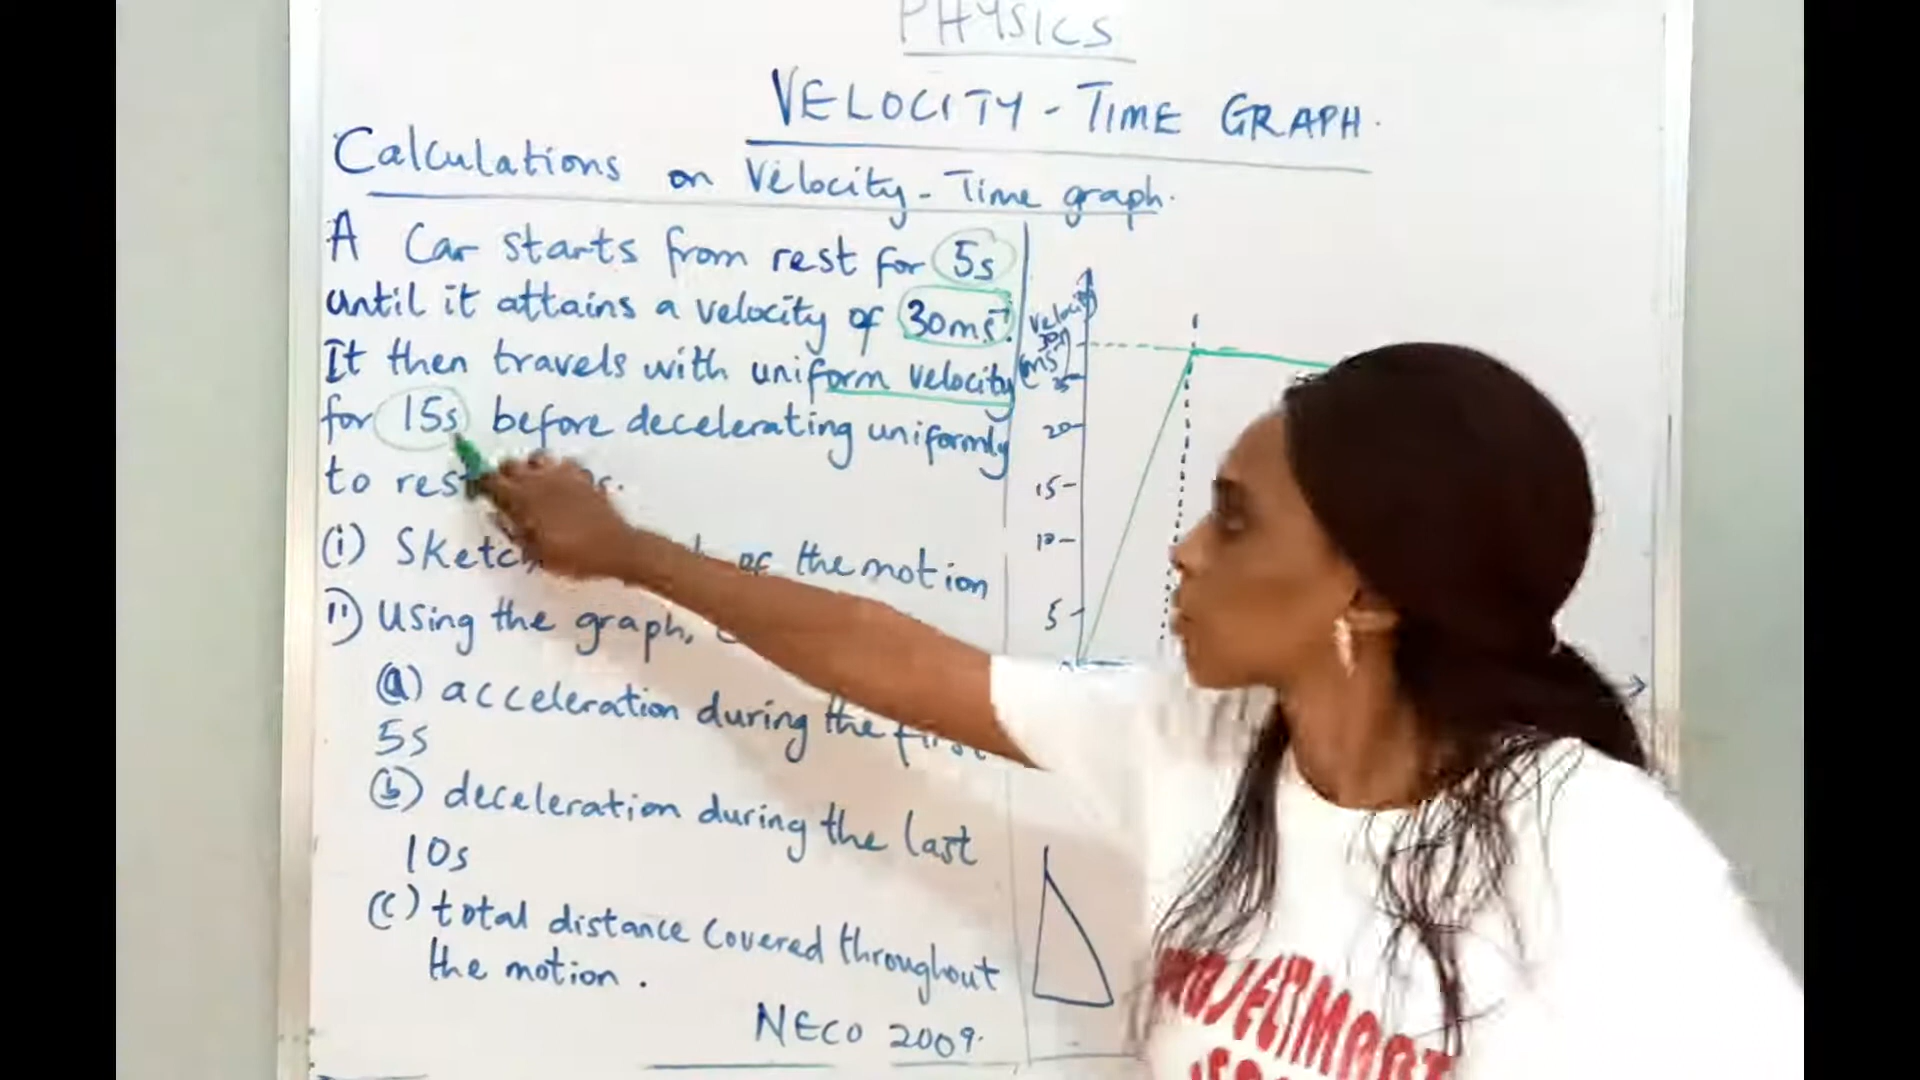 PHYSICS
VELOCITY - TIME GRAPH.
Calculations on Velocity - Time graph.
A Car starts from rest for 5s
until it attains a velocity of 30ms⁻¹.
It then travels with uniform velocity
for 15s before decelerating uniformly
to rest
(i) Sketch of the motion
ii) Using the graph,
(a) acceleration during the first
5s
(b) deceleration during the last
10s
(c) total distance covered throughout
the motion.
NECO 2009.
velocity
30
25
20
15
10
5